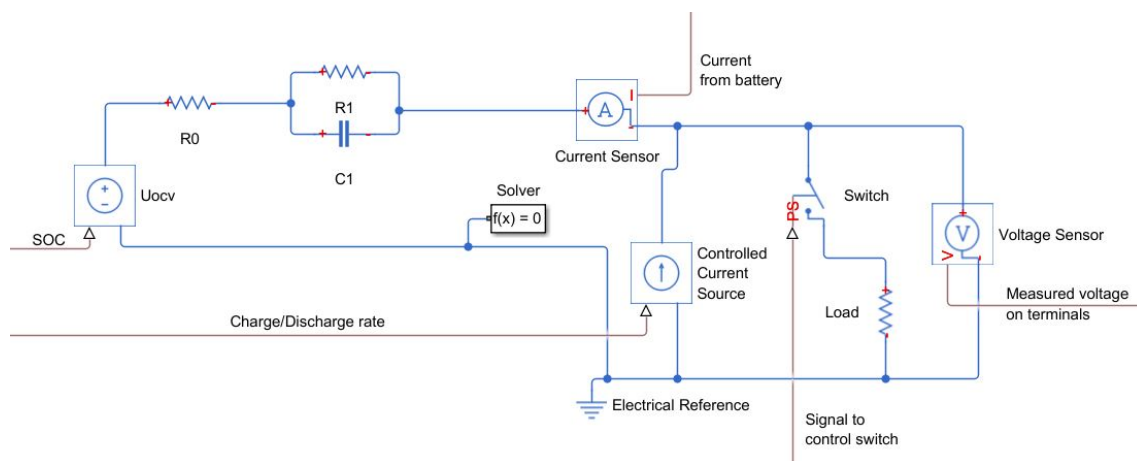 Current
from battery
I
A
R1
R0
Current Sensor
C1
Uocv
Solver
f(x) = 0
Switch
PS
SOC
V
V
Voltage Sensor
Controlled
Current
Source
Measured voltage
on terminals
Load
Charge/Discharge rate
Electrical Reference
Signal to
control switch